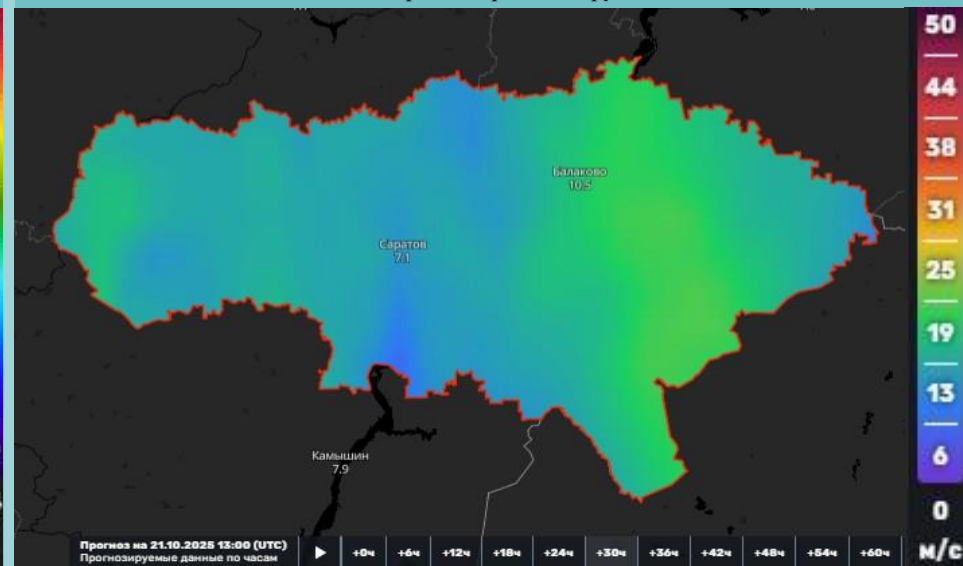 Балаково
10.5
Саратов
7.1
Камышин
7.9
50
44
38
31
25
19
13
6
0
м/с
Прогноз на 21.10.2025 13:00 (UTC)
Прогнозируемые данные по часам
+0ч +6ч +12ч +18ч +24ч +30ч +36ч +42ч +48ч +54ч +60ч